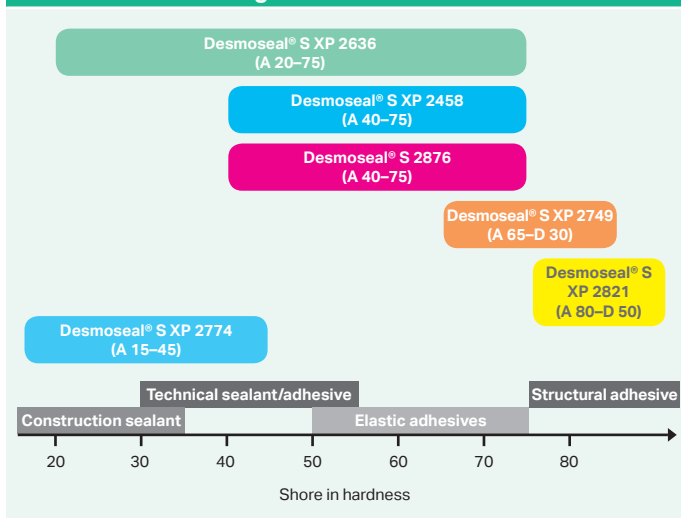 Desmoseal® S XP 2636
(A 20–75)
Desmoseal® S XP 2458
(A 40–75)
Desmoseal® S 2876
(A 40–75)
Desmoseal® S XP 2749
(A 65–D 30)
Desmoseal® S
XP 2821
(A 80–D 50)
Desmoseal® S XP 2774
(A 15–45)
Technical sealant/adhesive
Structural adhesive
Construction sealant
Elastic adhesives
20 30 40 50 60 70 80
Shore in hardness